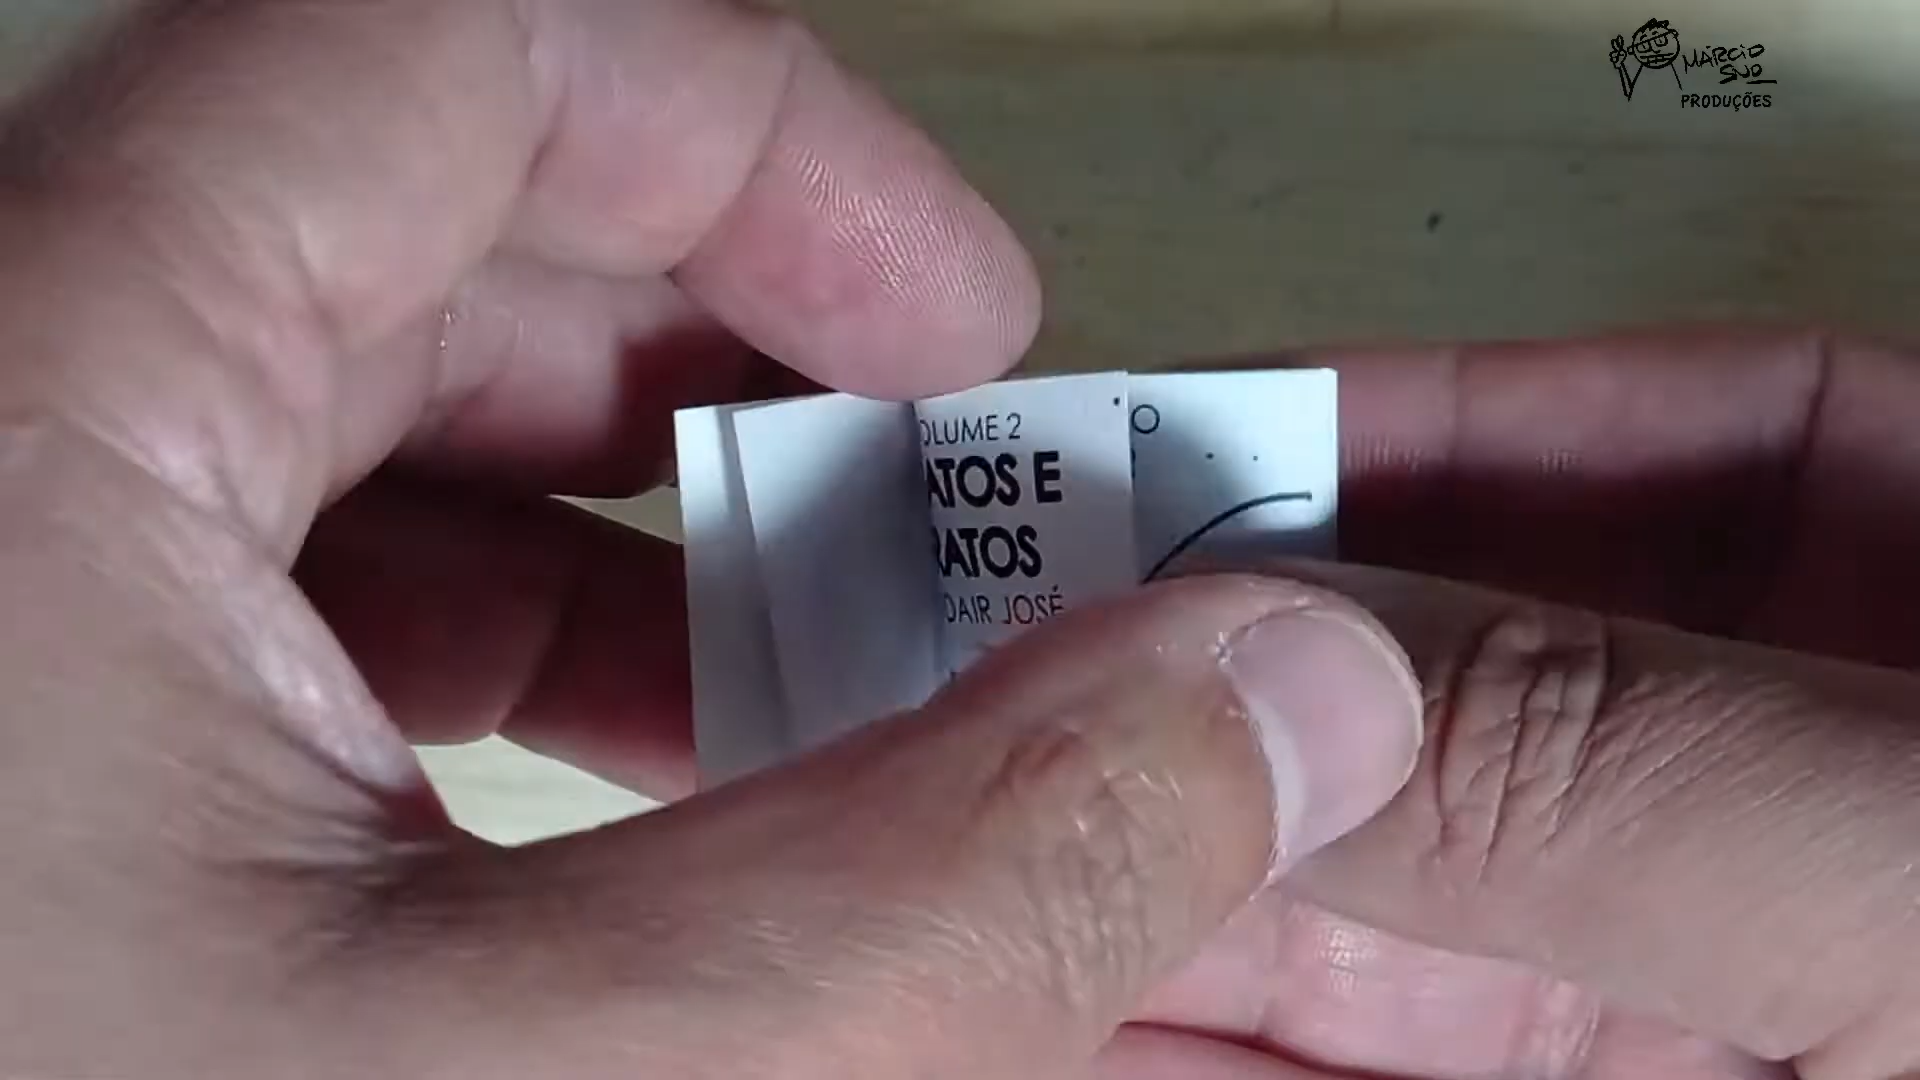 MÁRCIO
SNO
PRODUÇÕES
OLUME 2
ATOS E
RATOS
DAIR JOSÉ
O